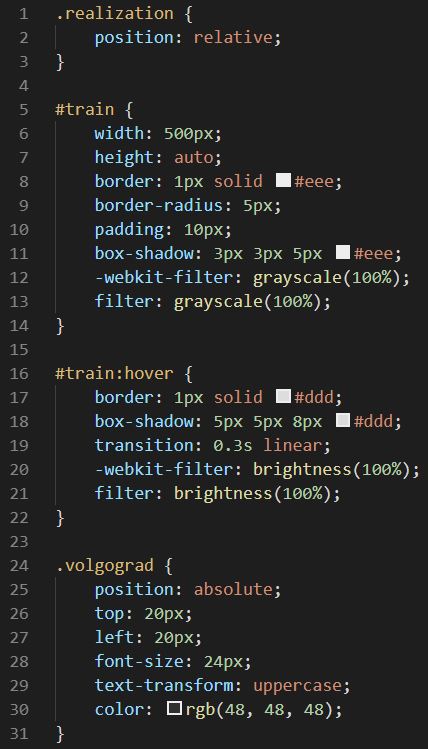 1 .realization {
2 position: relative;
3 }
4
5 #train {
6 width: 500px;
7 height: auto;
8 border: 1px solid #eee;
9 border-radius: 5px;
10 padding: 10px;
11 box-shadow: 3px 3px 5px #eee;
12 -webkit-filter: grayscale(100%);
13 filter: grayscale(100%);
14 }
15
16 #train:hover {
17 border: 1px solid #ddd;
18 box-shadow: 5px 5px 8px #ddd;
19 transition: 0.3s linear;
20 -webkit-filter: brightness(100%);
21 filter: brightness(100%);
22 }
23
24 .volgograd {
25 position: absolute;
26 top: 20px;
27 left: 20px;
28 font-size: 24px;
29 text-transform: uppercase;
30 color: rgb(48, 48, 48);
31 }